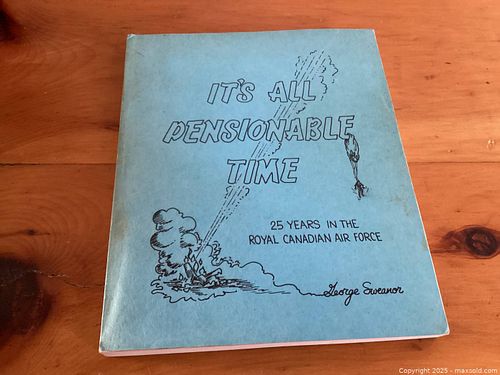 IT'S ALL
PENSIONABLE
TIME
25 YEARS IN THE
ROYAL CANADIAN AIR FORCE
George Sweanor
Copyright 2025 - maxsold.com